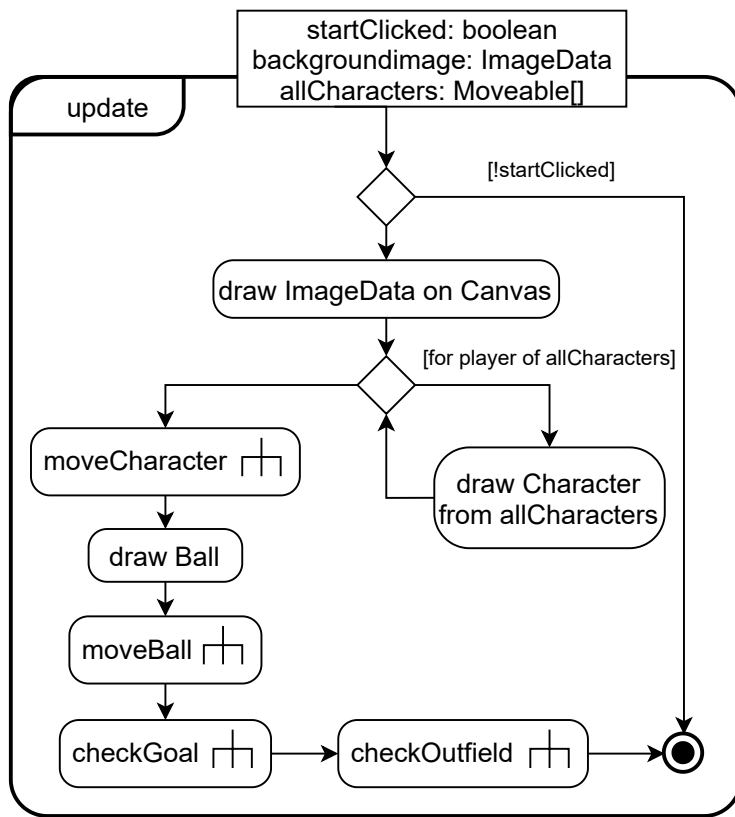 startClicked: boolean
backgroundimage: ImageData
allCharacters: Moveable[]
update
[!startClicked]
draw ImageData on Canvas
[for player of allCharacters]
moveCharacter
draw Character
from allCharacters
draw Ball
moveBall
checkGoal
checkOutfield